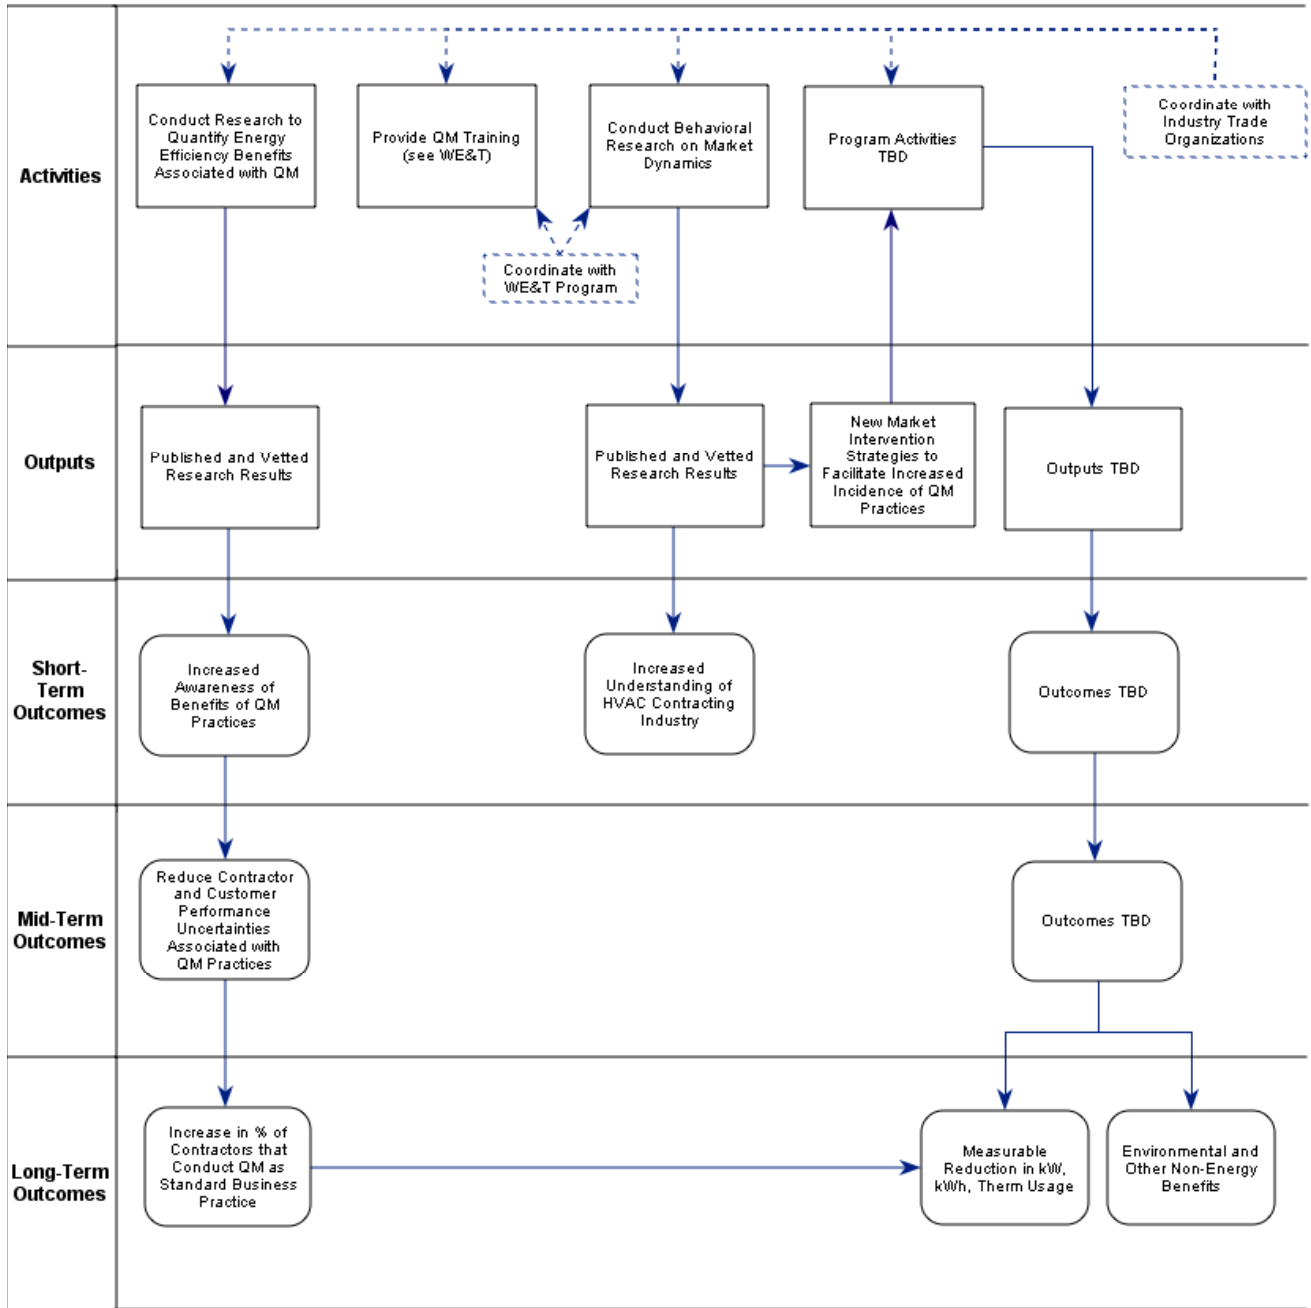 Activities
Conduct Research to
Quantify Energy
Efficiency Benefits
Associated with QM
Provide QM Training
(see WE&T)
Conduct Behavioral
Research on Market
Dynamics
Program Activities
TBD
Coordinate with
Industry Trade
Organizations
Coordinate with
WE&T Program
Outputs
Published and Vetted
Research Results
Published and Vetted
Research Results
New Market
Intervention
Strategies to
Facilitate Increased
Incidence of QM
Practices
Outputs TBD
Short-
Term
Outcomes
Increased
Awareness of
Benefits of QM
Practices
Increased
Understanding of
HVAC Contracting
Industry
Outcomes TBD
Mid-Term
Outcomes
Reduce Contractor
and Customer
Performance
Uncertainties
Associated with
QM Practices
Outcomes TBD
Long-Term
Outcomes
Increase in % of
Contractors that
Conduct QM as
Standard Business
Practice
Measurable
Reduction in kW,
kWh, Therm Usage
Environmental and
Other Non-Energy
Benefits